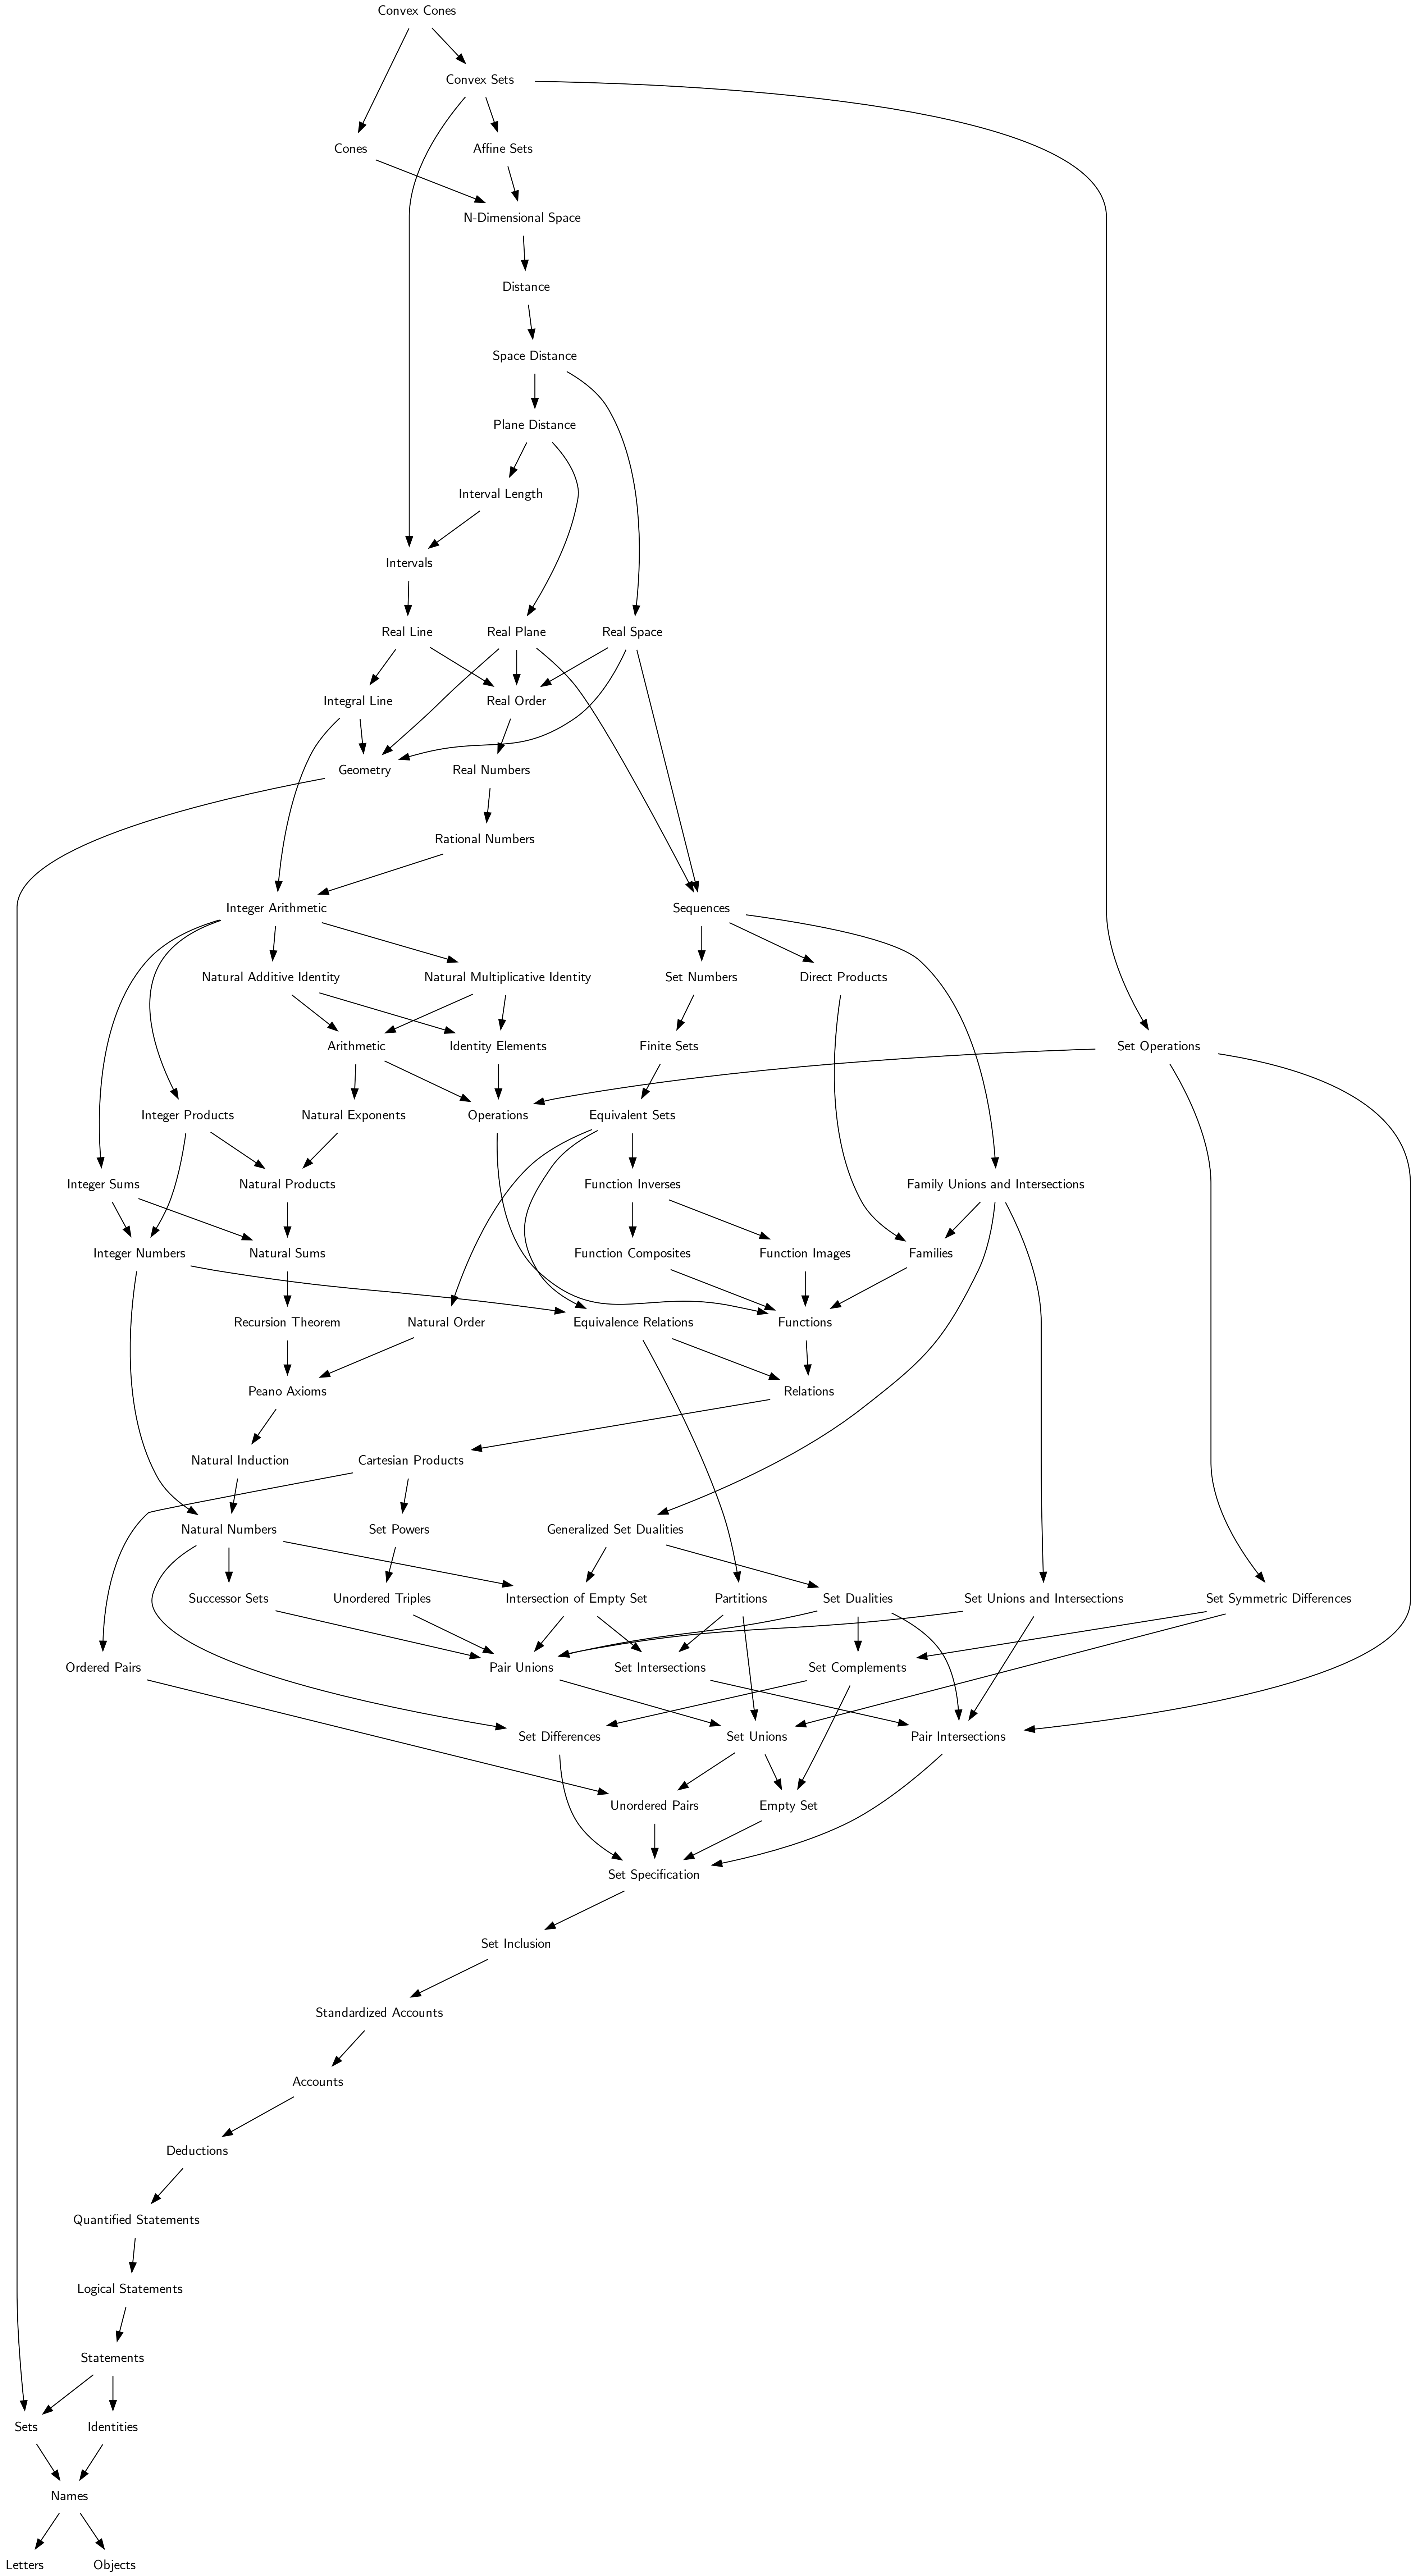 Convex Cones
Convex Sets
Cones
Affine Sets
N-Dimensional Space
Distance
Space Distance
Plane Distance
Interval Length
Intervals
Real Line
Real Plane
Real Space
Integral Line
Real Order
Geometry
Real Numbers
Rational Numbers
Integer Arithmetic
Sequences
Natural Additive Identity
Natural Multiplicative Identity
Set Numbers
Direct Products
Arithmetic
Identity Elements
Finite Sets
Set Operations
Integer Products
Natural Exponents
Operations
Equivalent Sets
Integer Sums
Natural Products
Function Inverses
Family Unions and Intersections
Integer Numbers
Natural Sums
Function Composites
Function Images
Families
Recursion Theorem
Natural Order
Equivalence Relations
Functions
Peano Axioms
Relations
Natural Induction
Cartesian Products
Natural Numbers
Set Powers
Generalized Set Dualities
Successor Sets
Unordered Triples
Intersection of Empty Set
Partitions
Set Dualities
Set Unions and Intersections
Set Symmetric Differences
Ordered Pairs
Pair Unions
Set Intersections
Set Complements
Set Differences
Set Unions
Pair Intersections
Unordered Pairs
Empty Set
Set Specification
Set Inclusion
Standardized Accounts
Accounts
Deductions
Quantified Statements
Logical Statements
Statements
Sets
Identities
Names
Letters
Objects